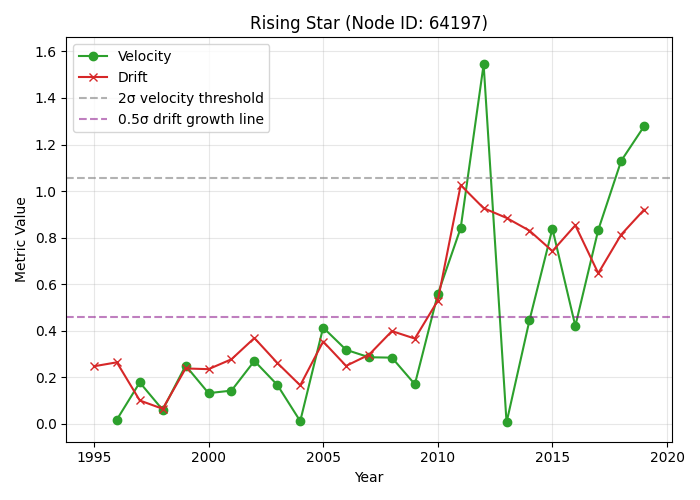 Rising Star (Node ID: 64197)
Velocity
Drift
2σ velocity threshold
0.5σ drift growth line
Metric Value
1.6
1.4
1.2
1.0
0.8
0.6
0.4
0.2
0.0
1995 2000 2005 2010 2015 2020
Year